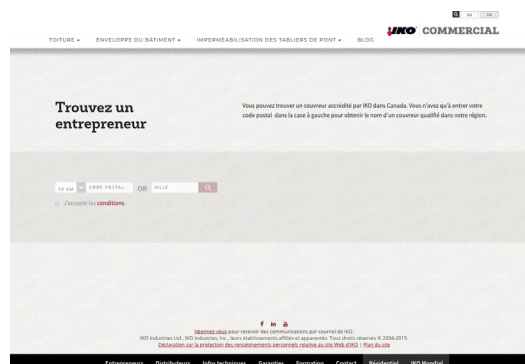 EN FR
IKO COMMERCIAL
TOITURE ENVELOPPE DU BÂTIMENT IMPERMÉABILISATION DES TABLIERS DE PONT BLOG
Trouvez un
entrepreneur
Vous pouvez trouver un couvreur accrédité par IKO dans Canada. Vous n'avez qu'à entrer votre
code postal dans la case à gauche pour obtenir le nom d'un couvreur qualifié dans votre région.
50 KM CODE POSTAL OR VILLE
J'accepte les conditions.
Abonnez-vous pour recevoir des communications par courriel de IKO.
IKO Industries Ltd., IKO Industries, Inc., leurs établissements affiliés et apparentés. Tous droits réservés © 2004-2019.
Déclaration sur la protection des renseignements personnels relative au site Web d'IKO | Plan du site
Entrepreneurs Distributeurs Infos techniques Garanties Formation Contact Résidentiel IKO Mondial